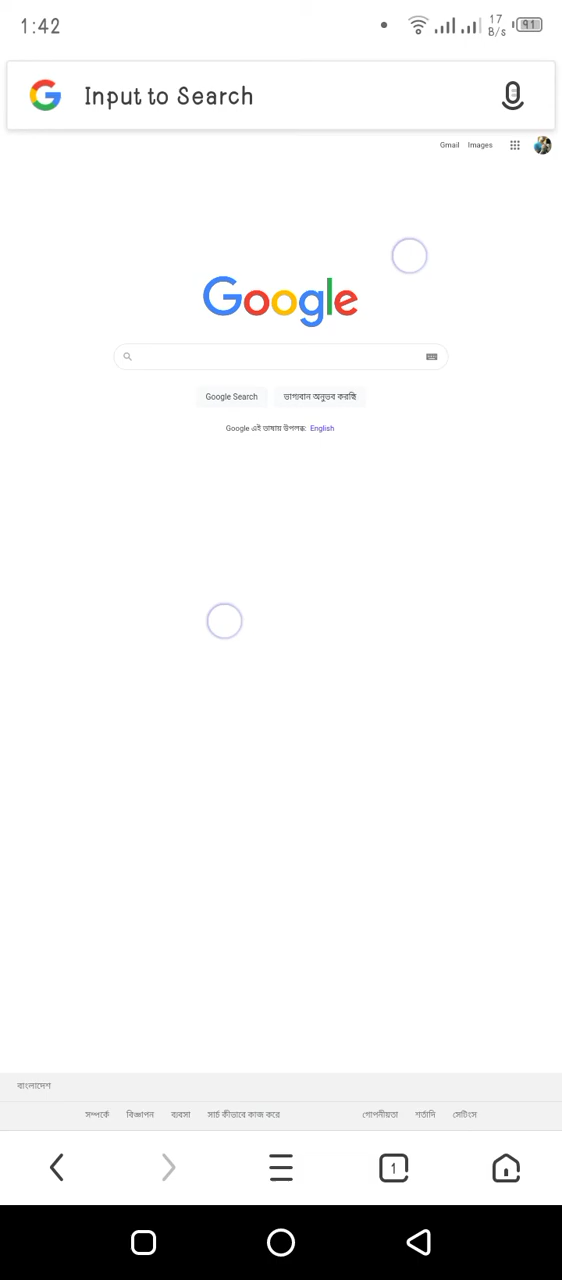 1:42 17 B/s 91
Input to Search
Gmail Images
Google
Google Search ভাগ্যবান অনুভব করছি
Google এই ভাষায় উপলব্ধ: English
বাংলাদেশ
সম্পর্কে বিজ্ঞাপন ব্যবসা সার্চ কীভাবে কাজ করে গোপনীয়তা শর্তাদি সেটিংস
1